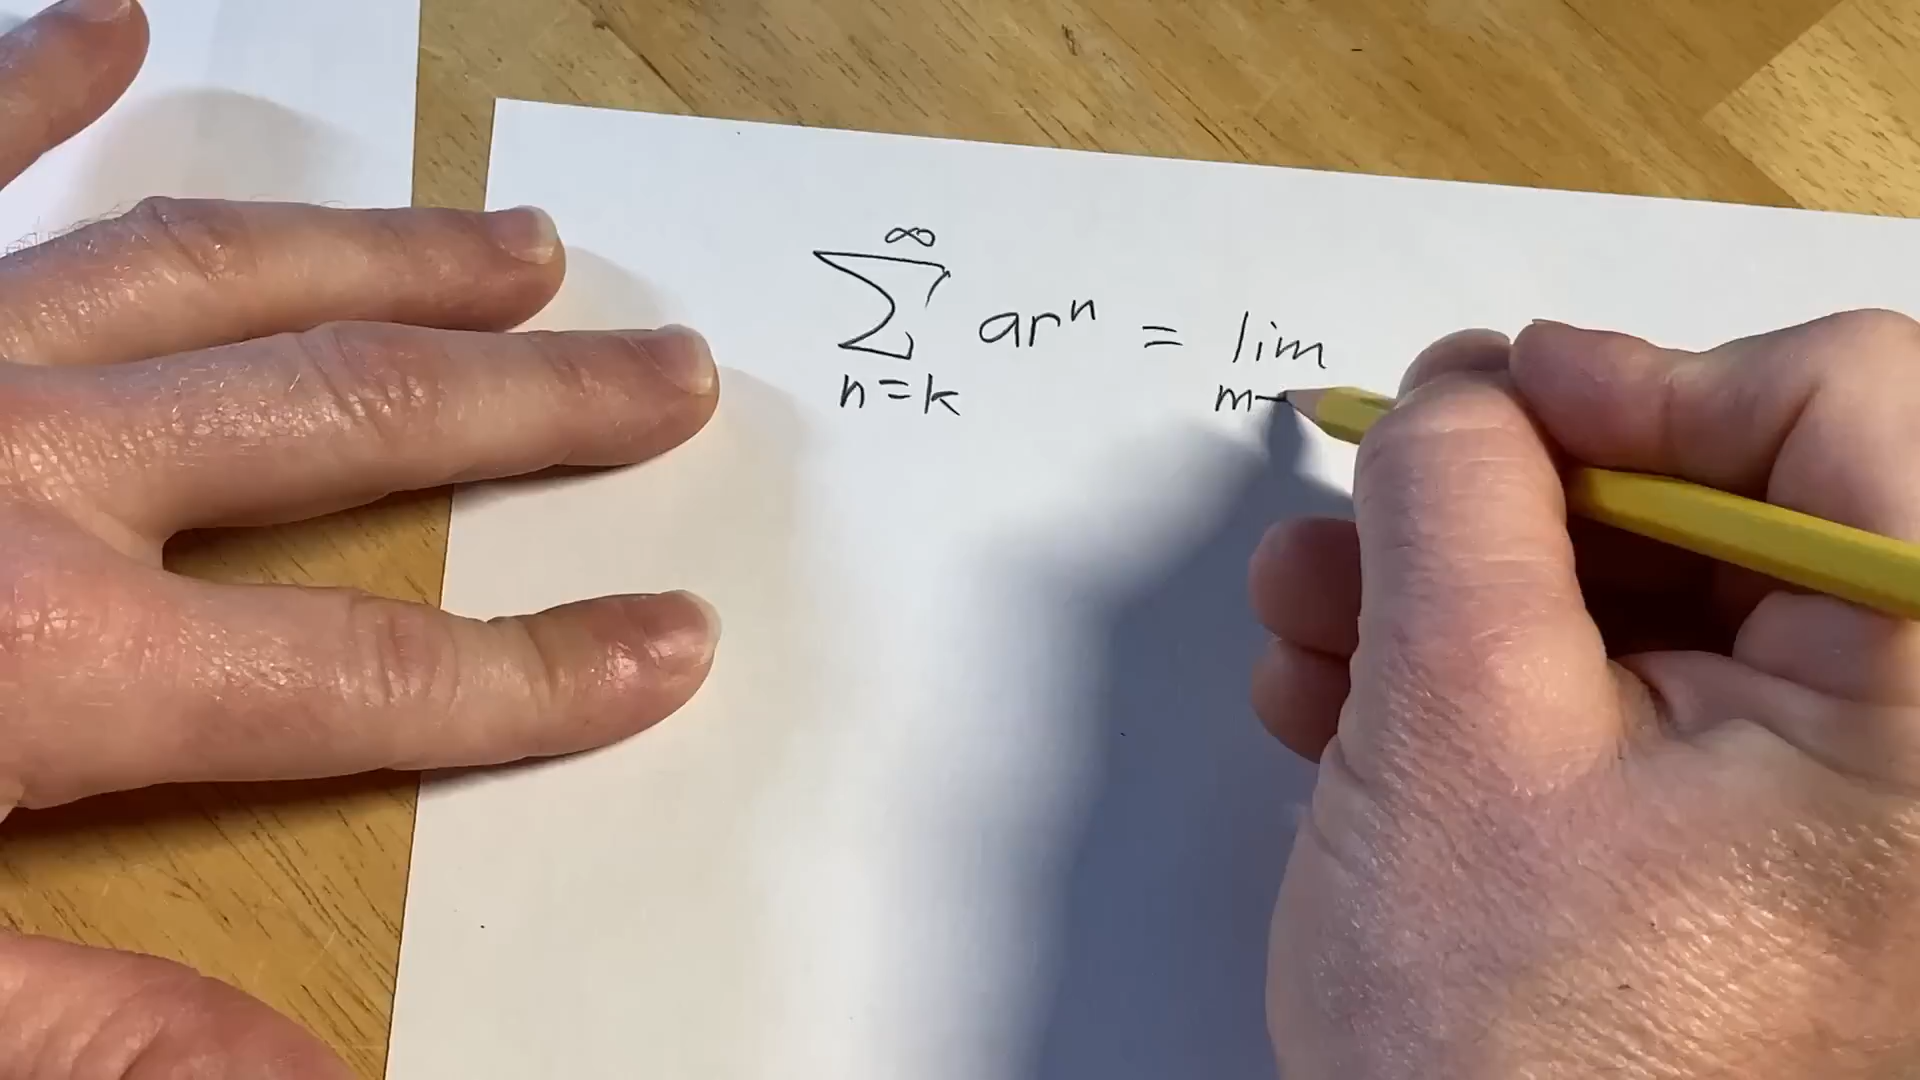 ∞
∑ arⁿ = lim
n=k m-